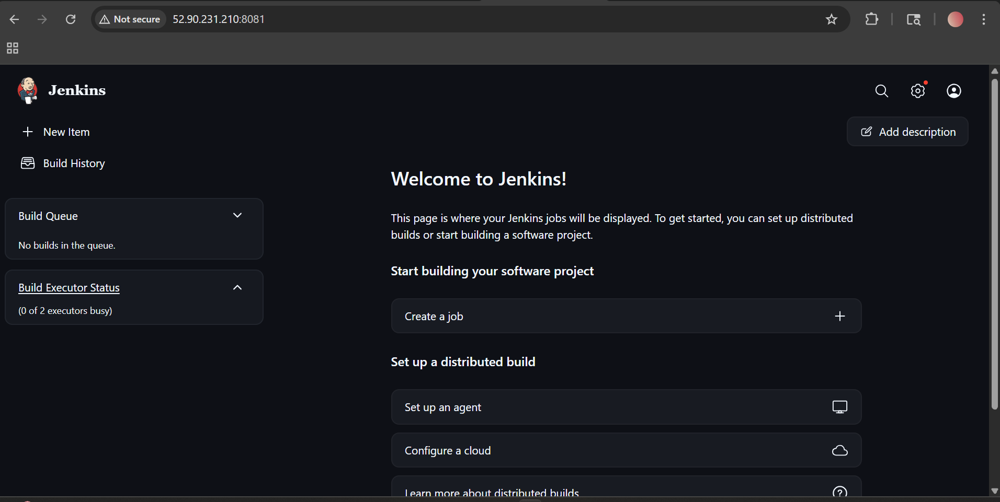 Not secure
52.90.231.210:8081
Jenkins
New Item
Add description
Build History
Welcome to Jenkins!
Build Queue
No builds in the queue.
Build Executor Status
(0 of 2 executors busy)
This page is where your Jenkins jobs will be displayed. To get started, you can set up distributed
builds or start building a software project.
Start building your software project
Create a job
Set up a distributed build
Set up an agent
Configure a cloud
Learn more about distributed builds